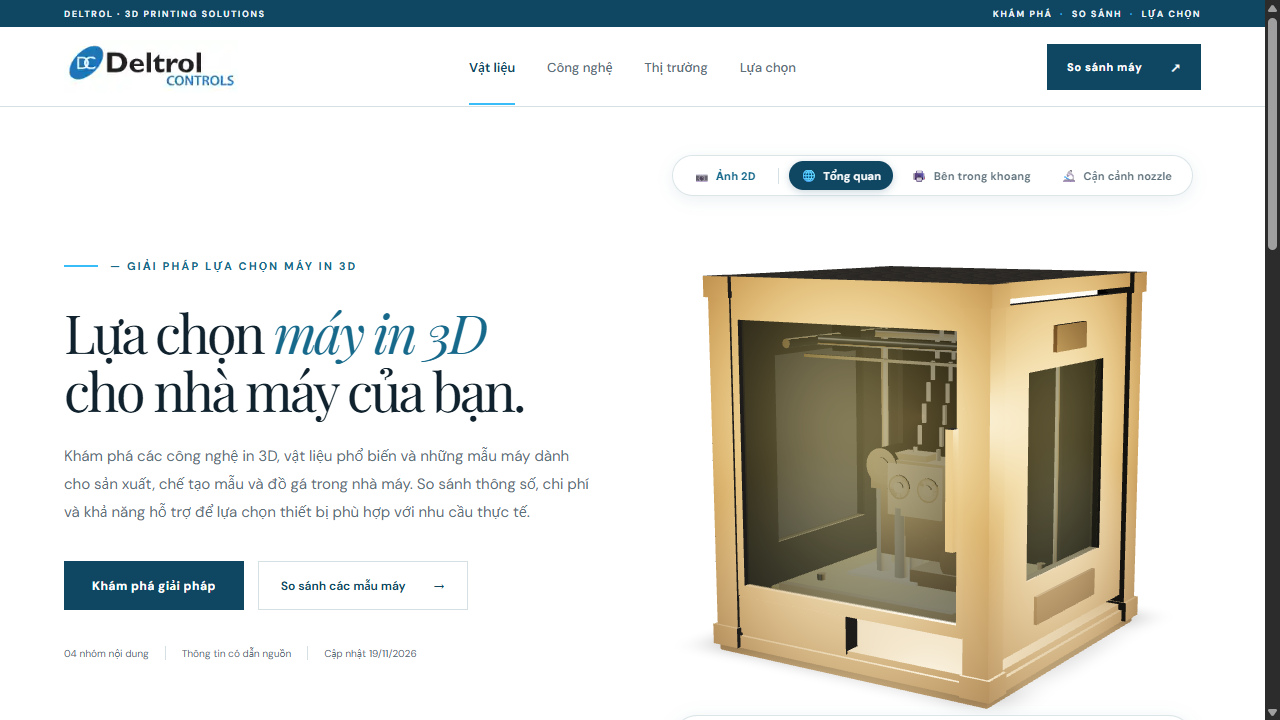 DELTROL · 3D PRINTING SOLUTIONS
KHÁM PHÁ · SO SÁNH · LỰA CHỌN
DC Deltrol
CONTROLS
Vật liệu
Công nghệ
Thị trường
Lựa chọn
So sánh máy ↗
Ảnh 2D
Tổng quan
Bên trong khoang
Cận cảnh nozzle
— GIẢI PHÁP LỰA CHỌN MÁY IN 3D
Lựa chọn máy in 3D
cho nhà máy của bạn.
Khám phá các công nghệ in 3D, vật liệu phổ biến và những mẫu máy dành
cho sản xuất, chế tạo mẫu và đồ gá trong nhà máy. So sánh thông số, chi phí
và khả năng hỗ trợ để lựa chọn thiết bị phù hợp với nhu cầu thực tế.
Khám phá giải pháp
So sánh các mẫu máy →
04 nhóm nội dung
Thông tin có dẫn nguồn
Cập nhật 19/11/2026